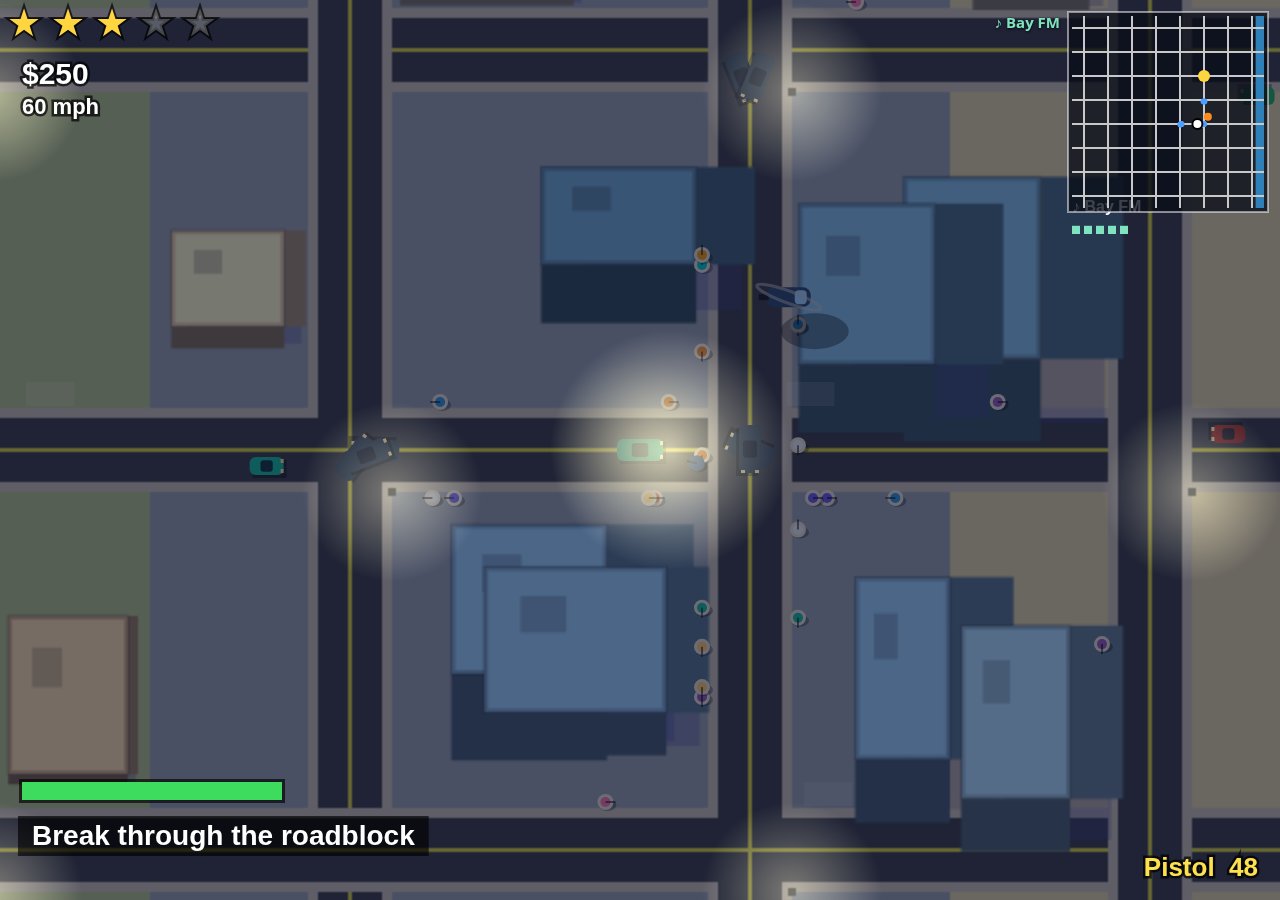 ♪ Bay FM
$250
60 mph
♪ Bay FM
Break through the roadblock
Pistol 48